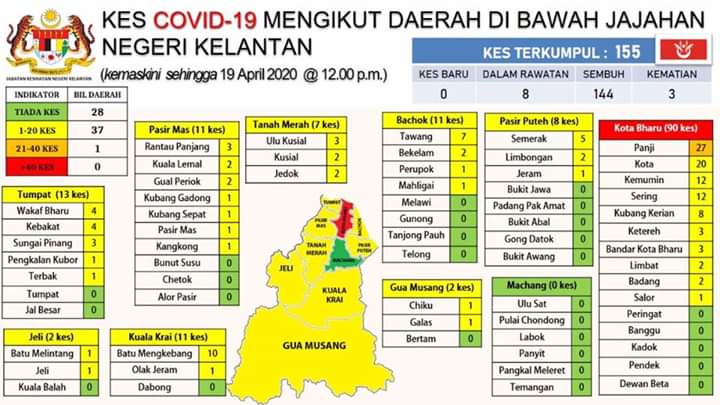 KES COVID-19 MENGIKUT DAERAH DI BAWAH JAJAHAN
NEGERI KELANTAN
(kemaskini sehingga 19 April 2020 @ 12.00 p.m.)
JABATAN KESIHATAN NEGERI KELANTAN
KES TERKUMPUL : 155
KES BARU DALAM RAWATAN SEMBUH KEMATIAN
0 8 144 3
INDIKATOR BIL DAERAH
TIADA KES 28
1-20 KES 37
21-40 KES 1
>40 KES 0
Tumpat (13 kes)
Wakaf Bharu 4
Kebakat 4
Sungai Pinang 3
Pengkalan Kubor 1
Terbak 1
Tumpat 0
Jal Besar 0
Jeli (2 kes)
Batu Melintang 1
Jeli 1
Kuala Balah 0
Pasir Mas (11 kes)
Rantau Panjang 3
Kuala Lemal 2
Gual Periok 2
Kubang Gadong 1
Kubang Sepat 1
Pasir Mas 1
Kangkong 1
Bunut Susu 0
Chetok 0
Alor Pasir 0
Kuala Krai (11 kes)
Batu Mengkebang 10
Olak Jeram 1
Dabong 0
Tanah Merah (7 kes)
Ulu Kusial 3
Kusial 2
Jedok 2
TUMPAT
PASIR MAS
BACHOK
TANAH MERAH
PASIR PUTEH
MACHANG
JELI
KUALA KRAI
GUA MUSANG
Bachok (11 kes)
Tawang 7
Bekelam 2
Perupok 1
Mahligai 1
Melawi 0
Gunong 0
Tanjong Pauh 0
Telong 0
Gua Musang (2 kes)
Chiku 1
Galas 1
Bertam 0
Pasir Puteh (8 kes)
Semerak 5
Limbongan 2
Jeram 1
Bukit Jawa 0
Padang Pak Amat 0
Bukit Abal 0
Gong Datok 0
Bukit Awang 0
Machang (0 kes)
Ulu Sat 0
Pulai Chondong 0
Labok 0
Panyit 0
Pangkal Meleret 0
Temangan 0
Kota Bharu (90 kes)
Panji 27
Kota 20
Kemumin 12
Sering 12
Kubang Kerian 8
Ketereh 3
Bandar Kota Bharu 3
Limbat 2
Badang 2
Salor 1
Peringat 0
Banggu 0
Kadok 0
Pendek 0
Dewan Beta 0